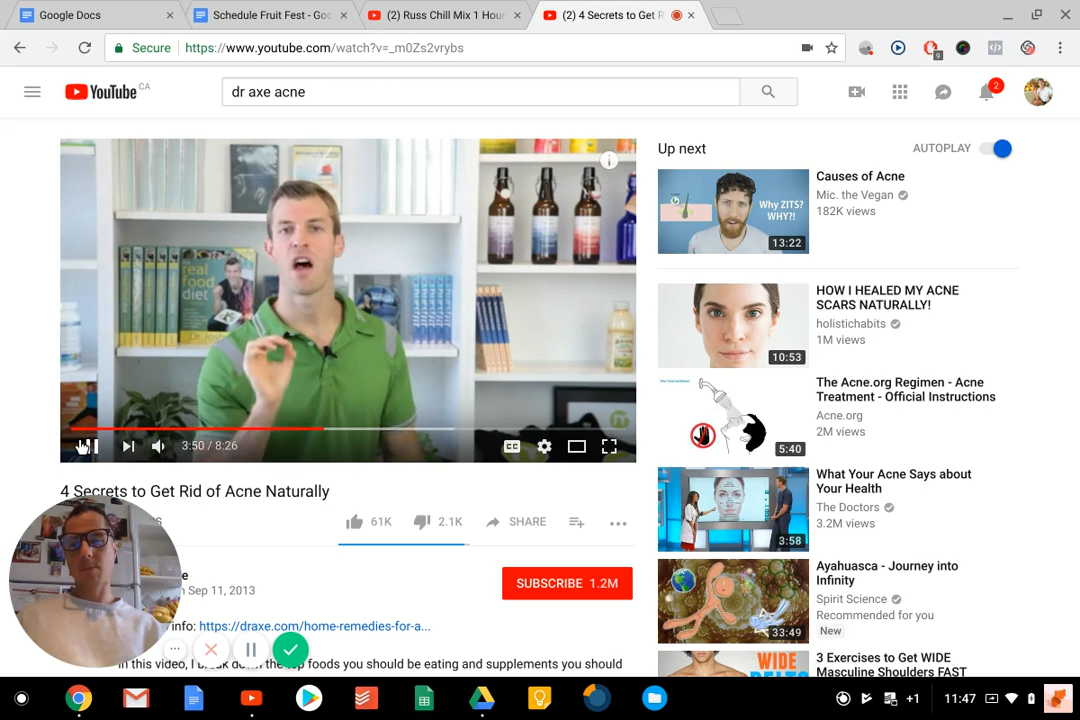 Google Docs
Schedule Fruit Fest - Goo
(2) Russ Chill Mix 1 Hour
(2) 4 Secrets to Get R
Secure
https://www.youtube.com/watch?v=_m0Zs2vrybs
9
YouTube CA
dr axe acne
2
real
food
diet
Dr. Josh
i
3:50 / 8:26
CC
4 Secrets to Get Rid of Acne Naturally
61K
2.1K
SHARE
SUBSCRIBE 1.2M
Sep 11, 2013
info: https://draxe.com/home-remedies-for-a...
In this video, I break down the top foods you should be eating and supplements you should
Up next
AUTOPLAY
Why ZITS?
WHY?!
13:22
Causes of Acne
Mic. the Vegan
182K views
10:53
HOW I HEALED MY ACNE
SCARS NATURALLY!
holistichabits
1M views
5:40
The Acne.org Regimen - Acne
Treatment - Official Instructions
Acne.org
2M views
3:58
What Your Acne Says about
Your Health
The Doctors
3.2M views
33:49
Ayahuasca - Journey into
Infinity
Spirit Science
Recommended for you
New
WIDE
3 Exercises to Get WIDE
Masculine Shoulders FAST
+1
11:47